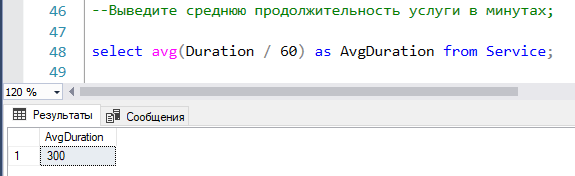 46
--Выведите среднюю продолжительность услуги в минутах;
47
48
select avg(Duration / 60) as AvgDuration from Service;
49
120 %
Результаты
Сообщения
AvgDuration
1
300